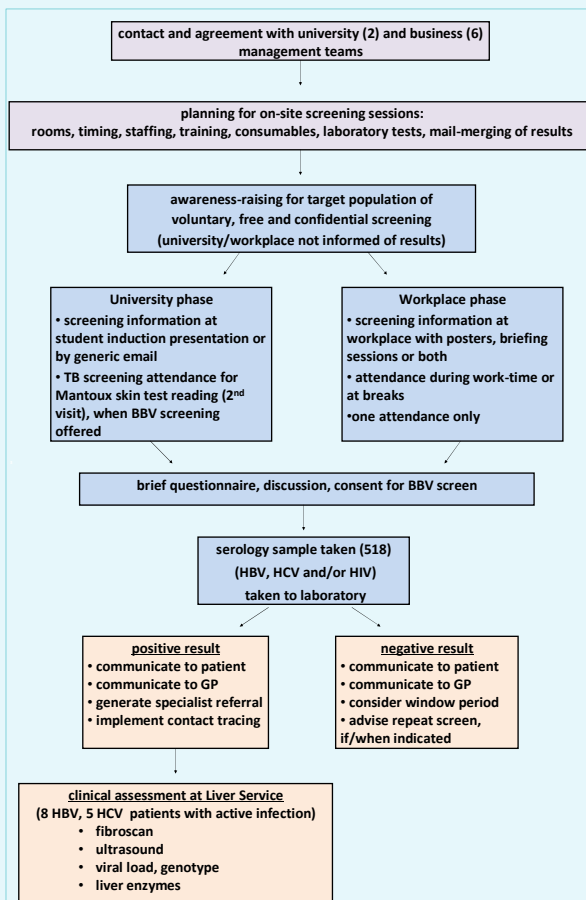 contact and agreement with university (2) and business (6)
management teams
planning for on-site screening sessions:
rooms, timing, staffing, training, consumables, laboratory tests, mail-merging of results
awareness-raising for target population of
voluntary, free and confidential screening
(university/workplace not informed of results)
University phase
• screening information at
student induction presentation or
by generic email
• TB screening attendance for
Mantoux skin test reading (2nd
visit), when BBV screening
offered
Workplace phase
• screening information at
workplace with posters, briefing
sessions or both
• attendance during work-time or
at breaks
•one attendance only
brief questionnaire, discussion, consent for BBV screen
serology sample taken (518)
(HBV, HCV and/or HIV)
taken to laboratory
positive result
• communicate to patient
• communicate to GP
• generate specialist referral
• implement contact tracing
negative result
• communicate to patient
• communicate to GP
• consider window period
• advise repeat screen,
if/when indicated
clinical assessment at Liver Service
(8 HBV, 5 HCV patients with active infection)
• fibroscan
• ultrasound
• viral load, genotype
• liver enzymes